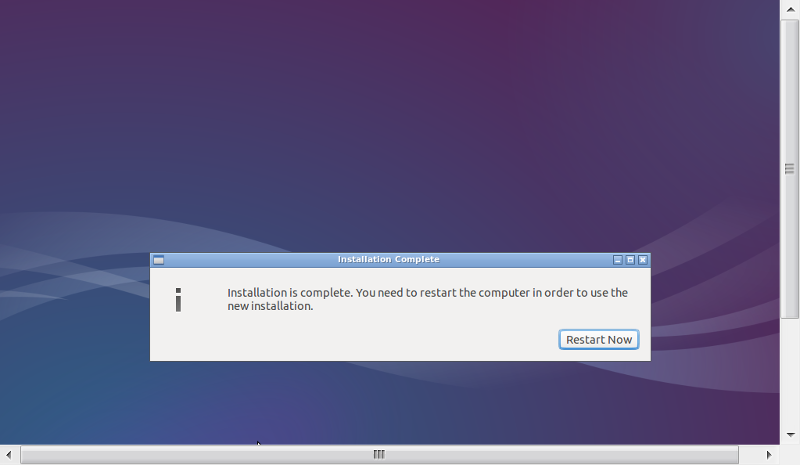 Installation Complete
Installation is complete. You need to restart the computer in order to use the
new installation.
Restart Now